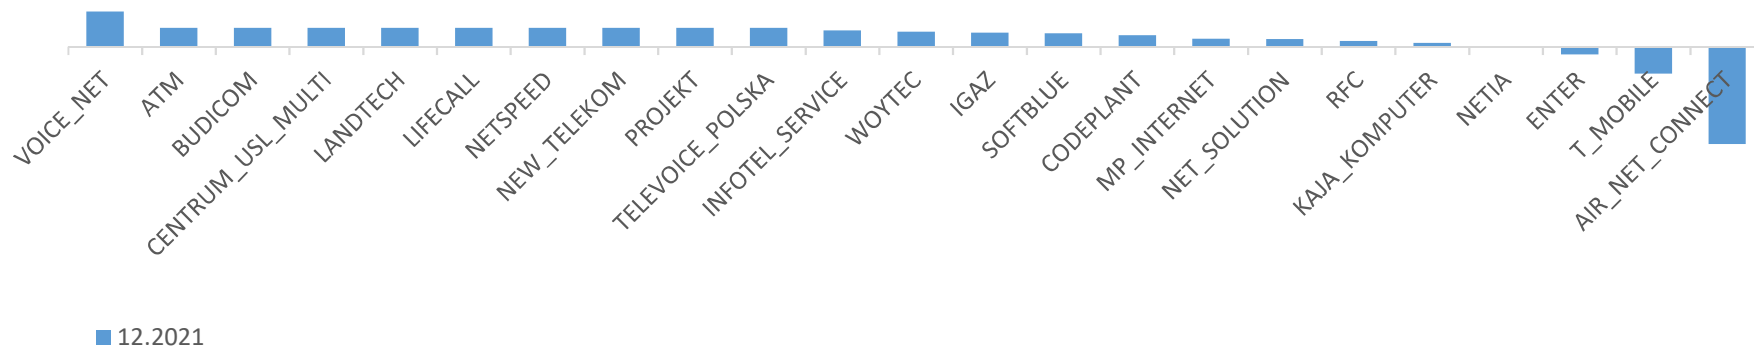 VOICE_NET
ATM
BUDICOM
CENTRUM_USL_MULTI
LANDTECH
LIFECALL
NETSPEED
NEW_TELEKOM
PROJEKT
TELEVOICE_POLSKA
INFOTEL_SERVICE
WOYTEC
IGAZ
SOFTBLUE
CODEPLANT
MP_INTERNET
NET_SOLUTION
RFC
KAJA_KOMPUTER
NETIA
ENTER
T_MOBILE
AIR_NET_CONNECT
12.2021